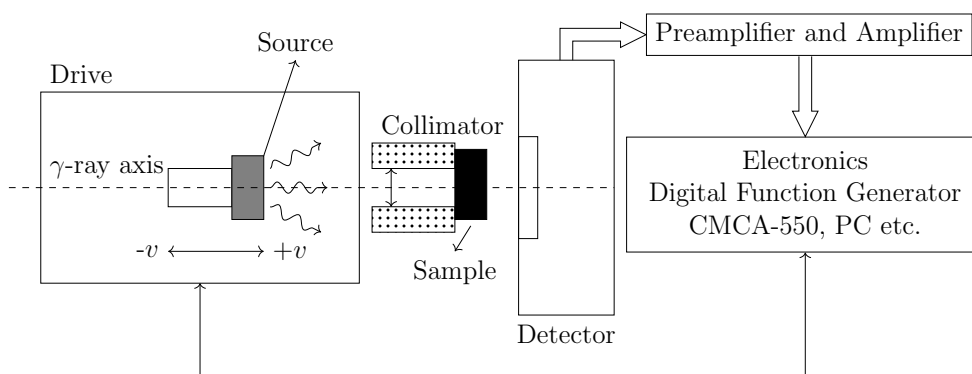 Source
Preamplifier and Amplifier
Drive
Collimator
γ-ray axis
Electronics
Digital Function Generator
CMCA-550, PC etc.
-v
+v
Sample
Detector